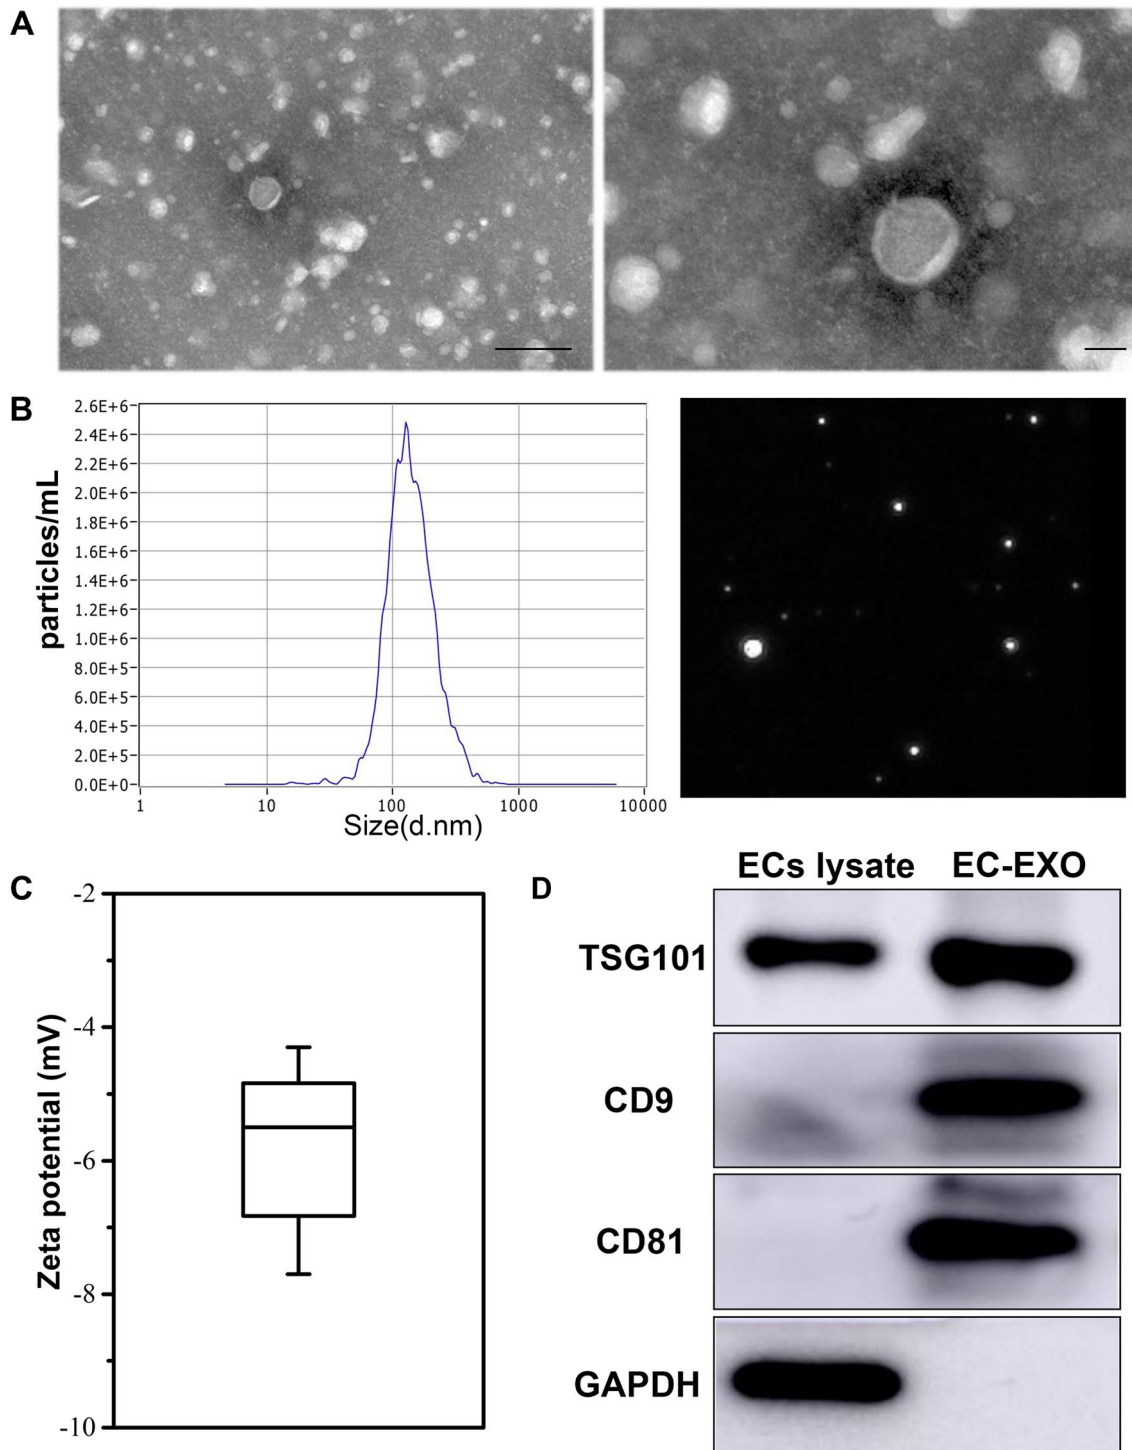 A
B
particles/mL
2.6E+6
2.4E+6
2.2E+6
2.0E+6
1.8E+6
1.6E+6
1.4E+6
1.2E+6
1.0E+6
8.0E+5
6.0E+5
4.0E+5
2.0E+5
0.0E+0
1 10 100 1000 10000
Size(d.nm)
C
Zeta potential (mV)
-2
-4
-6
-8
-10
D
ECs lysate EC-EXO
TSG101
CD9
CD81
GAPDH